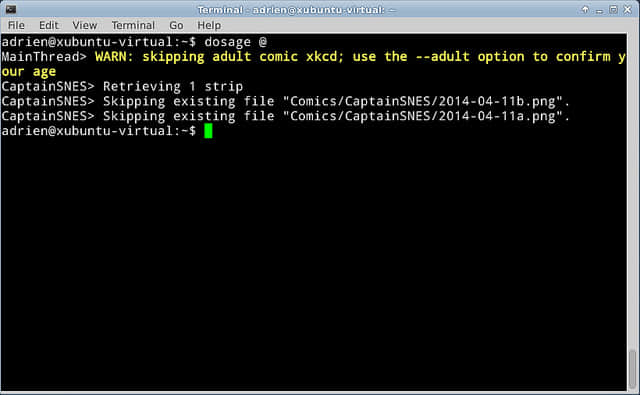 Terminal - adrien@xubuntu-virtual: ~
File Edit View Terminal Go Help
adrien@xubuntu-virtual:~$ dosage @
MainThread> WARN: skipping adult comic xkcd; use the --adult option to confirm y
our age
CaptainSNES> Retrieving 1 strip
CaptainSNES> Skipping existing file "Comics/CaptainSNES/2014-04-11b.png".
CaptainSNES> Skipping existing file "Comics/CaptainSNES/2014-04-11a.png".
adrien@xubuntu-virtual:~$